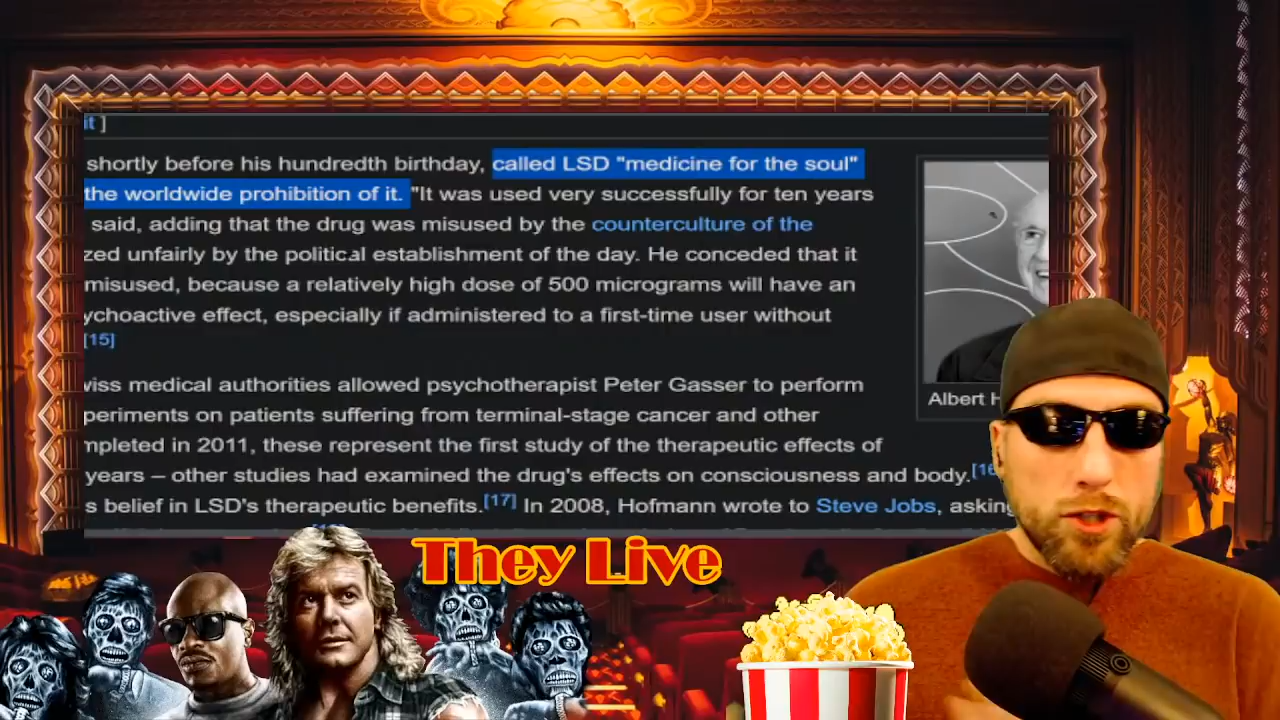 it ]
shortly before his hundredth birthday, called LSD "medicine for the soul"
the worldwide prohibition of it. "It was used very successfully for ten years
said, adding that the drug was misused by the counterculture of the
zed unfairly by the political establishment of the day. He conceded that it
misused, because a relatively high dose of 500 micrograms will have an
ychoactive effect, especially if administered to a first-time user without
[15]
wiss medical authorities allowed psychotherapist Peter Gasser to perform
periments on patients suffering from terminal-stage cancer and other
mpleted in 2011, these represent the first study of the therapeutic effects of
years – other studies had examined the drug's effects on consciousness and body.[16
s belief in LSD's therapeutic benefits.[17] In 2008, Hofmann wrote to Steve Jobs, asking
Albert H
They Live